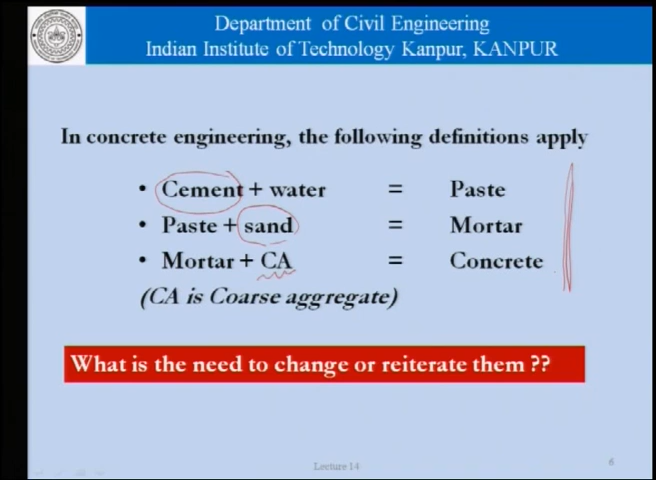 Department of Civil Engineering
Indian Institute of Technology Kanpur, KANPUR
In concrete engineering, the following definitions apply
• Cement + water = Paste
• Paste + sand = Mortar
• Mortar + CA = Concrete
(CA is Coarse aggregate)
What is the need to change or reiterate them ??
Lecture 14
6